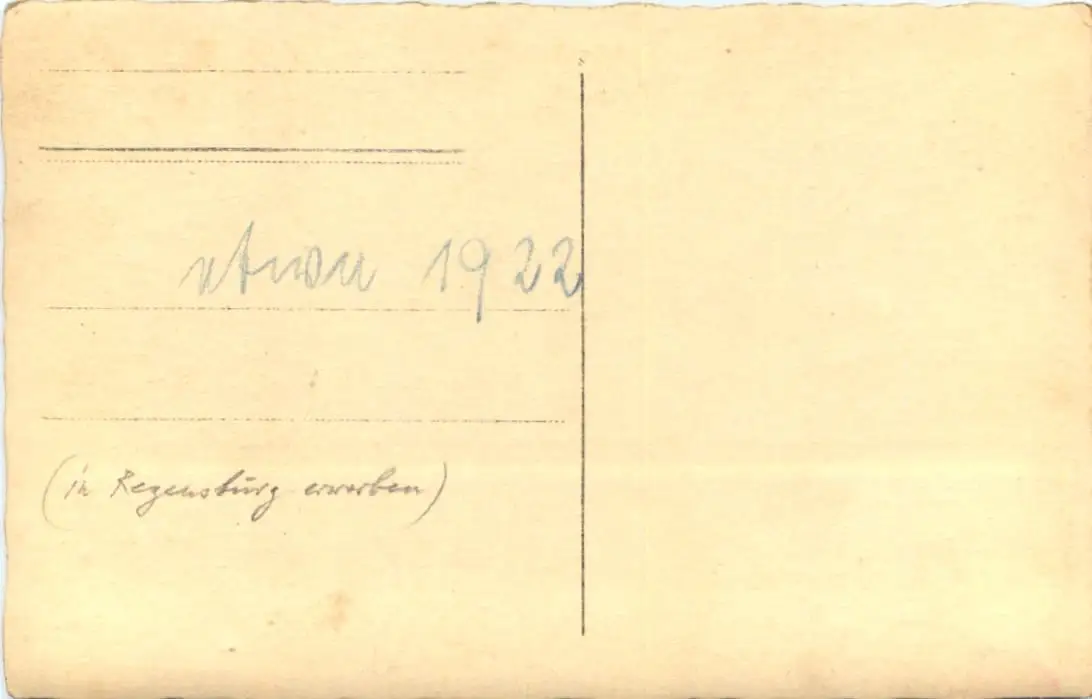 etwa 1922
(in Regensburg erworben)